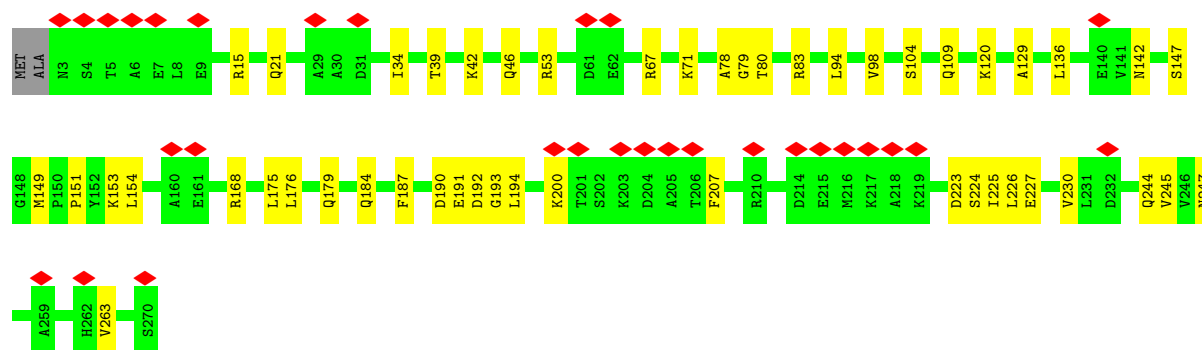 MET ALA N3 S4 T5 A6 E7 L8 E9 R15 Q21 A29 A30 D31 I34 T39 K42 Q46 R53 D61 E62 R67 K71 A78 G79 T80 R83 L94 V98 S104 Q109 K120 A129 L136 E140 V141 N142 S147
G148 M149 P150 P151 Y152 K153 L154 A160 E161 R168 L175 L176 Q179 Q184 F187 D190 E191 D192 G193 L194 K200 T201 S202 K203 D204 A205 T206 F207 R210 D214 E215 M216 K217 A218 K219 D223 S224 I225 L226 E227 V230 L231 D232 Q244 V245 V246
A259 H262 V263 S270